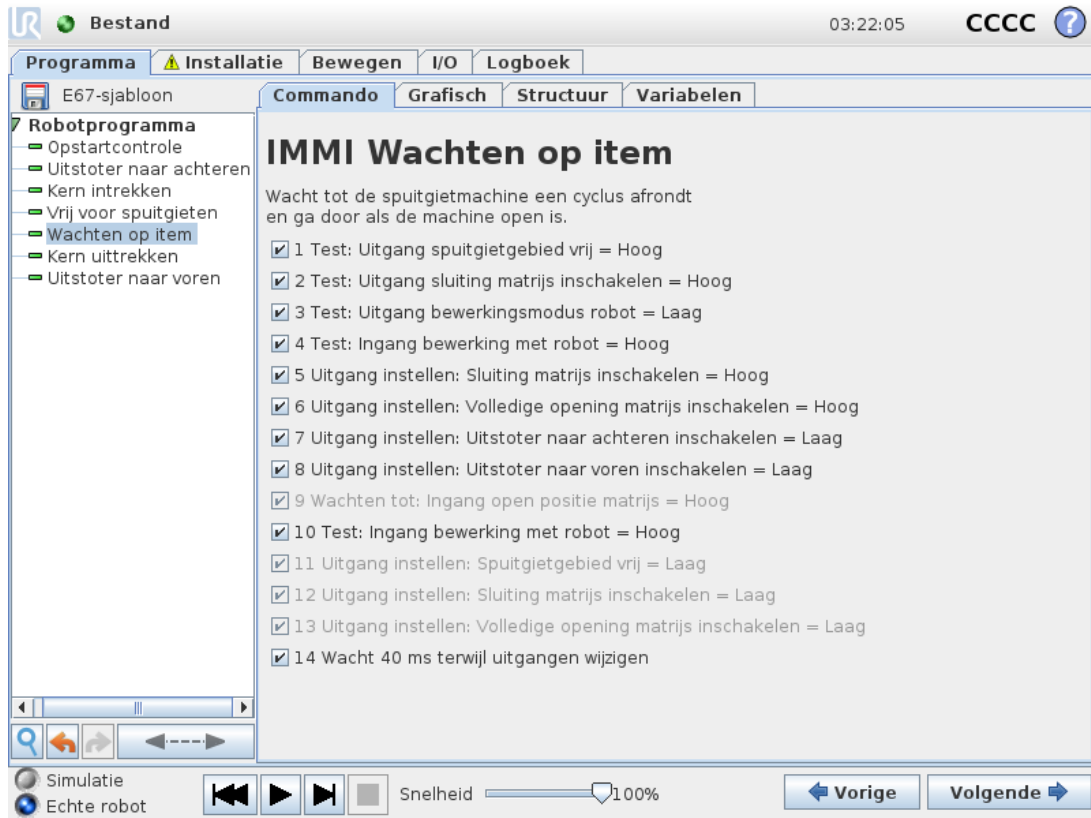 UR
Bestand
03:22:05
CCCC
?
Programma
Installatie
Bewegen
I/O
Logboek
E67-sjabloon
Commando
Grafisch
Structuur
Variabelen
Robotprogramma
Opstartcontrole
Uitstoter naar achteren
Kern intrekken
Vrij voor spuitgieten
Wachten op item
Kern uittrekken
Uitstoter naar voren
IMMI Wachten op item
Wacht tot de spuitgietmachine een cyclus afrondt
en ga door als de machine open is.
1 Test: Uitgang spuitgietgebied vrij = Hoog
2 Test: Uitgang sluiting matrijs inschakelen = Hoog
3 Test: Uitgang bewerkingsmodus robot = Laag
4 Test: Ingang bewerking met robot = Hoog
5 Uitgang instellen: Sluiting matrijs inschakelen = Hoog
6 Uitgang instellen: Volledige opening matrijs inschakelen = Hoog
7 Uitgang instellen: Uitstoter naar achteren inschakelen = Laag
8 Uitgang instellen: Uitstoter naar voren inschakelen = Laag
9 Wachten tot: Ingang open positie matrijs = Hoog
10 Test: Ingang bewerking met robot = Hoog
11 Uitgang instellen: Spuitgietgebied vrij = Laag
12 Uitgang instellen: Sluiting matrijs inschakelen = Laag
13 Uitgang instellen: Volledige opening matrijs inschakelen = Laag
14 Wacht 40 ms terwijl uitgangen wijzigen
Simulatie
Echte robot
Snelheid
100%
Vorige
Volgende